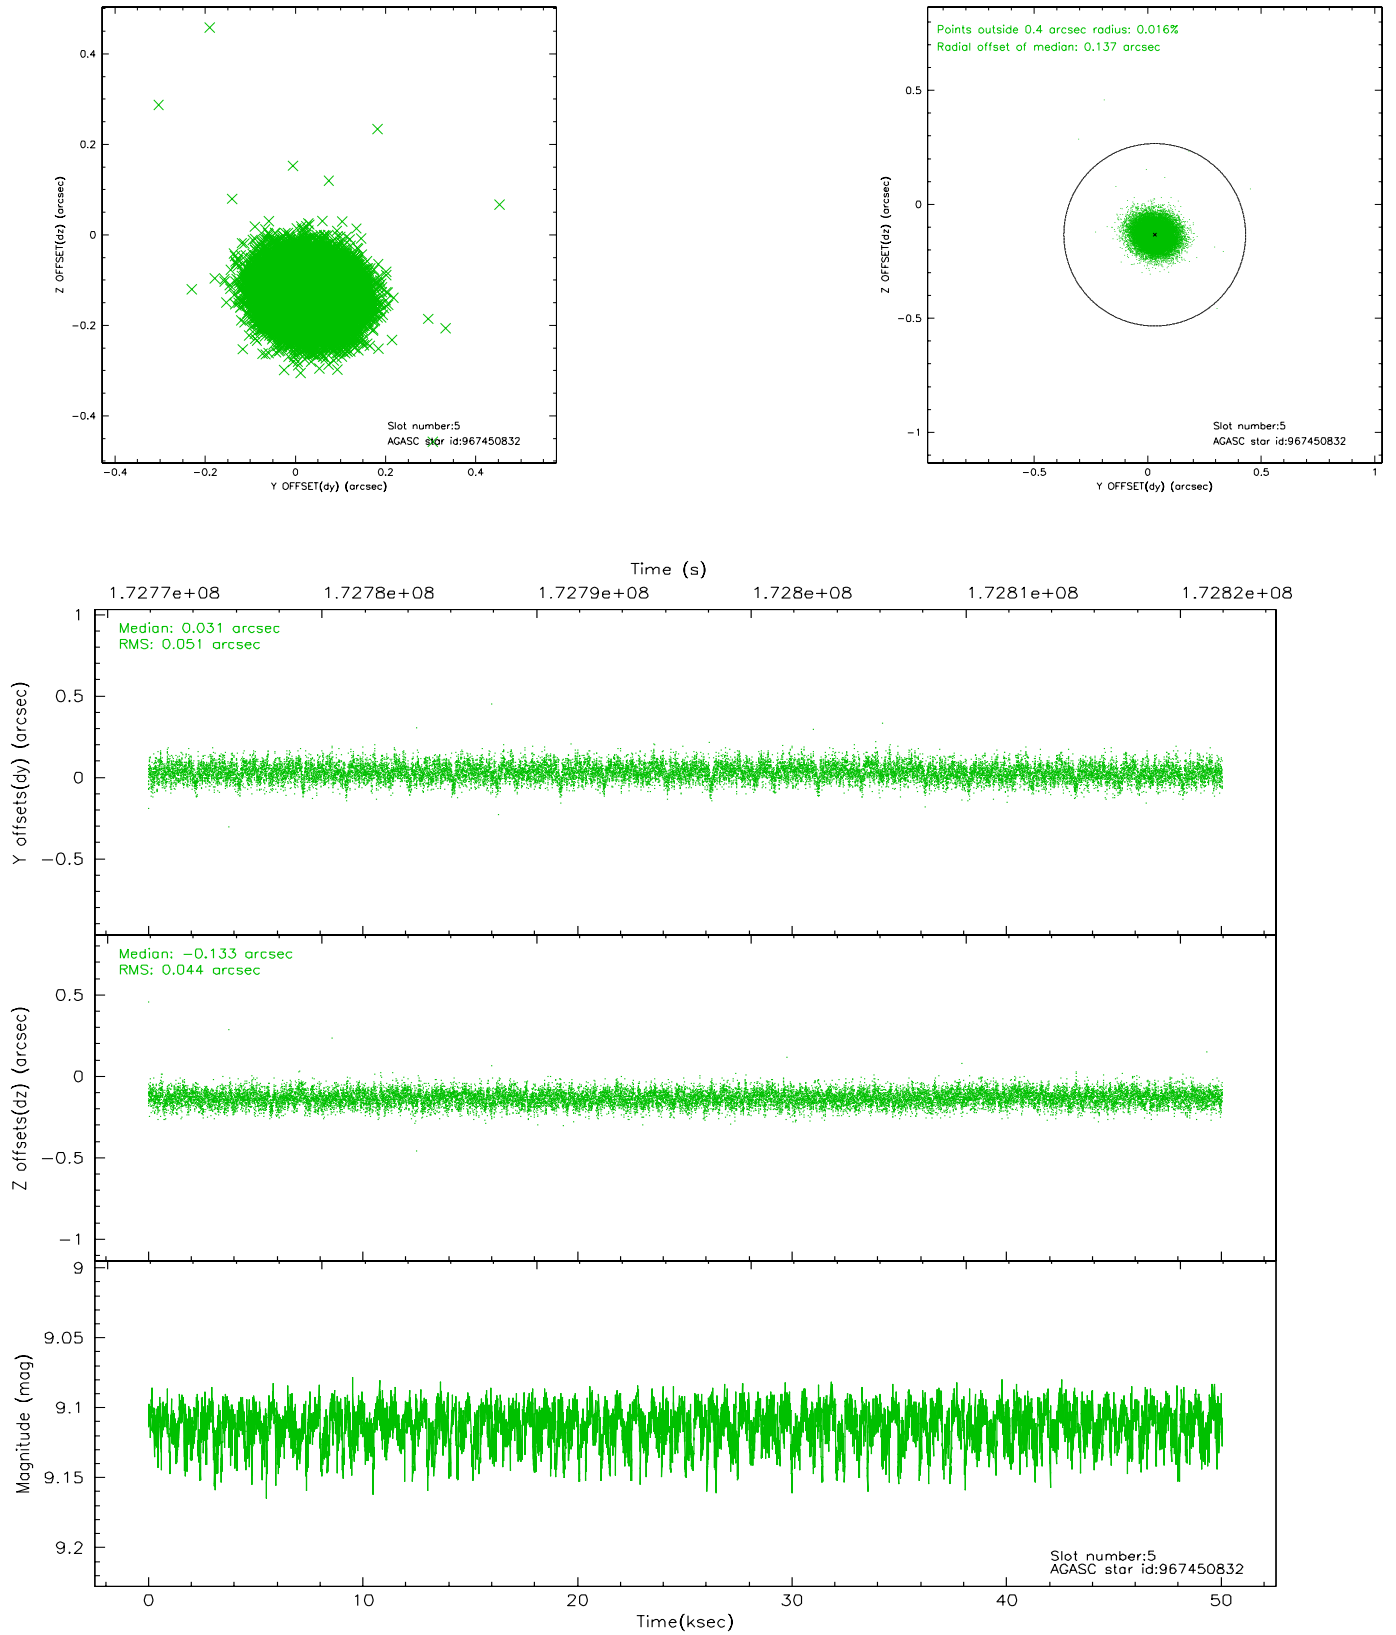 0.4
0.2
0
−0.2
−0.4
Z OFFSET(dz) (arcsec)
−0.4 −0.2 0 0.2 0.4
Y OFFSET(dy) (arcsec)
Slot number:5
AGASC star id:967450832
Points outside 0.4 arcsec radius: 0.016%
Radial offset of median: 0.137 arcsec
0.5
0
−0.5
−1
Z OFFSET(dz) (arcsec)
−0.5 0 0.5 1
Y OFFSET(dy) (arcsec)
Slot number:5
AGASC star id:967450832
Time (s)
1.7277e+08 1.7278e+08 1.7279e+08 1.728e+08 1.7281e+08 1.7282e+08
Median: 0.031 arcsec
RMS: 0.051 arcsec
1
0.5
0
−0.5
Y offsets(dy) (arcsec)
Median: −0.133 arcsec
RMS: 0.044 arcsec
0.5
0
−0.5
−1
Z offsets(dz) (arcsec)
9
9.05
9.1
9.15
9.2
Magnitude (mag)
Slot number:5
AGASC star id:967450832
0 10 20 30 40 50
Time(ksec)